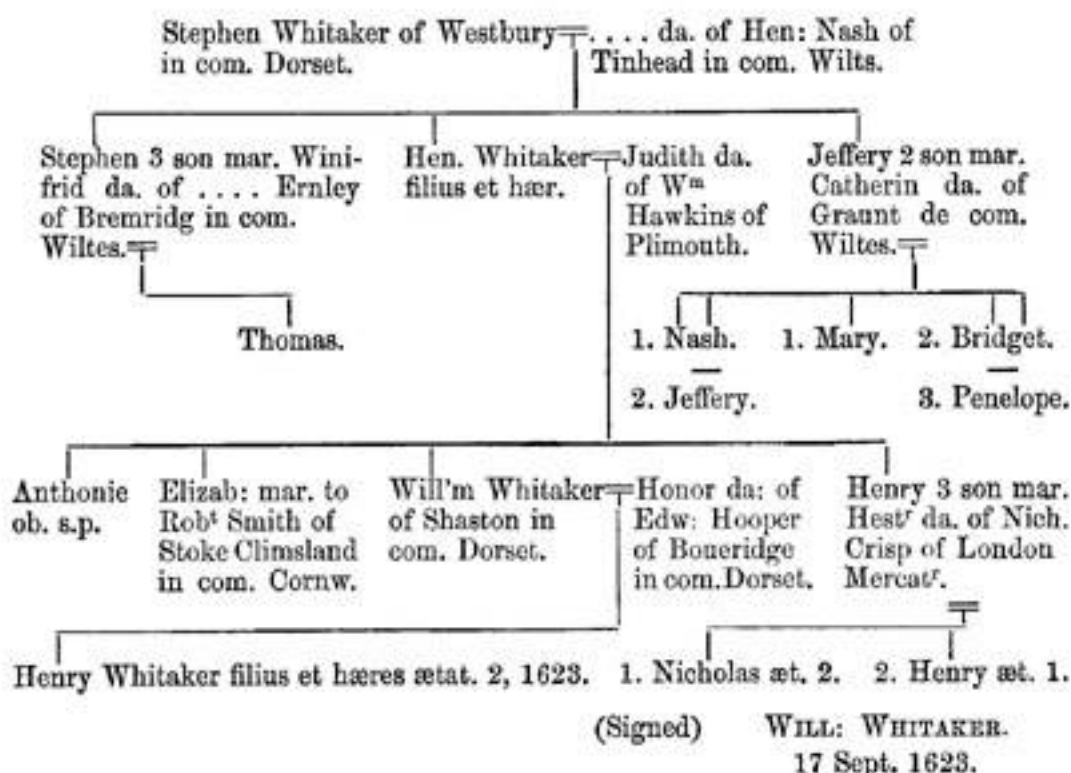 Stephen Whitaker of Westbury
in com. Dorset.
. . . . da. of Hen: Nash of
Tinhead in com. Wilts.
Stephen 3 son mar. Wini-
frid da. of . . . . Ernley
of Bremridg in com.
Wiltes.
Hen. Whitaker
filius et hær.
Judith da.
of Wᵐ
Hawkins of
Plimouth.
Jeffery 2 son mar.
Catherin da. of
Graunt de com.
Wiltes.
Thomas.
1. Nash. 1. Mary. 2. Bridget.
2. Jeffery. 3. Penelope.
Anthonie
ob. s.p.
Elizab: mar. to
Robᵗ Smith of
Stoke Climsland
in com. Cornw.
Will'm Whitaker
of Shaston in
com. Dorset.
Honor da: of
Edw: Hooper
of Boueridge
in com.Dorset.
Henry 3 son mar.
Hestʳ da. of Nich.
Crisp of London
Mercatʳ.
Henry Whitaker filius et hæres ætat. 2, 1623. 1. Nicholas æt. 2. 2. Henry æt. 1.
(Signed) WILL: WHITAKER.
17 Sept. 1623.